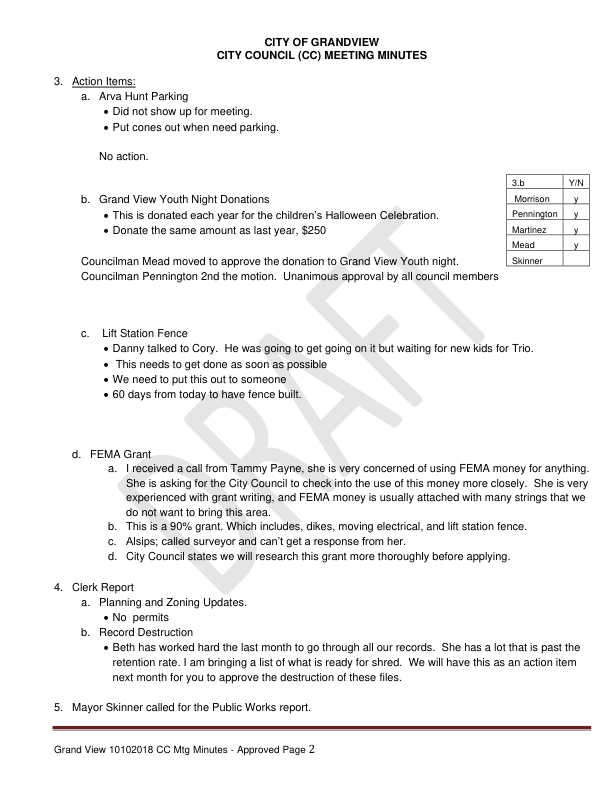 CITY OF GRANDVIEW
CITY COUNCIL (CC) MEETING MINUTES
3. Action Items:
a. Arva Hunt Parking
• Did not show up for meeting.
• Put cones out when need parking.
No action.
3.b Y/N
Morrison y
Pennington y
Martinez y
Mead y
Skinner
b. Grand View Youth Night Donations
• This is donated each year for the children's Halloween Celebration.
• Donate the same amount as last year, $250
Councilman Mead moved to approve the donation to Grand View Youth night.
Councilman Pennington 2nd the motion. Unanimous approval by all council members
c. Lift Station Fence
• Danny talked to Cory. He was going to get going on it but waiting for new kids for Trio.
• This needs to get done as soon as possible
• We need to put this out to someone
• 60 days from today to have fence built.
d. FEMA Grant
a. I received a call from Tammy Payne, she is very concerned of using FEMA money for anything.
She is asking for the City Council to check into the use of this money more closely. She is very
experienced with grant writing, and FEMA money is usually attached with many strings that we
do not want to bring this area.
b. This is a 90% grant. Which includes, dikes, moving electrical, and lift station fence.
c. Alsips; called surveyor and can't get a response from her.
d. City Council states we will research this grant more thoroughly before applying.
4. Clerk Report
a. Planning and Zoning Updates.
• No permits
b. Record Destruction
• Beth has worked hard the last month to go through all our records. She has a lot that is past the
retention rate. I am bringing a list of what is ready for shred. We will have this as an action item
next month for you to approve the destruction of these files.
5. Mayor Skinner called for the Public Works report.
Grand View 10102018 CC Mtg Minutes - Approved Page 2
DRAFT